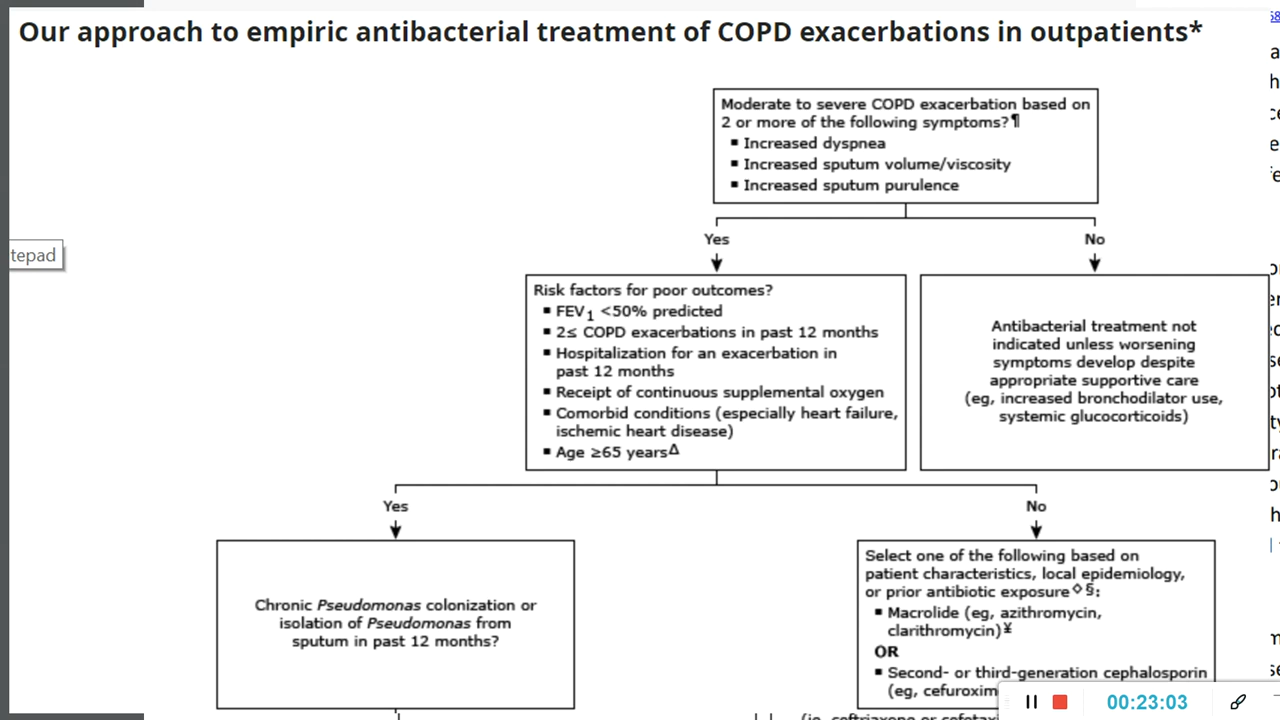 Our approach to empiric antibacterial treatment of COPD exacerbations in outpatients*
Moderate to severe COPD exacerbation based on
2 or more of the following symptoms?¶
▪ Increased dyspnea
▪ Increased sputum volume/viscosity
▪ Increased sputum purulence
Yes
No
tepad
Risk factors for poor outcomes?
▪ FEV1 <50% predicted
▪ 2≤ COPD exacerbations in past 12 months
▪ Hospitalization for an exacerbation in
past 12 months
▪ Receipt of continuous supplemental oxygen
▪ Comorbid conditions (especially heart failure,
ischemic heart disease)
▪ Age ≥65 yearsΔ
Antibacterial treatment not
indicated unless worsening
symptoms develop despite
appropriate supportive care
(eg, increased bronchodilator use,
systemic glucocorticoids)
Yes
No
Chronic Pseudomonas colonization or
isolation of Pseudomonas from
sputum in past 12 months?
Select one of the following based on
patient characteristics, local epidemiology,
or prior antibiotic exposure◇§:
▪ Macrolide (eg, azithromycin,
clarithromycin)¥
OR
▪ Second- or third-generation cephalosporin
(eg, cefuroxim
00:23:03